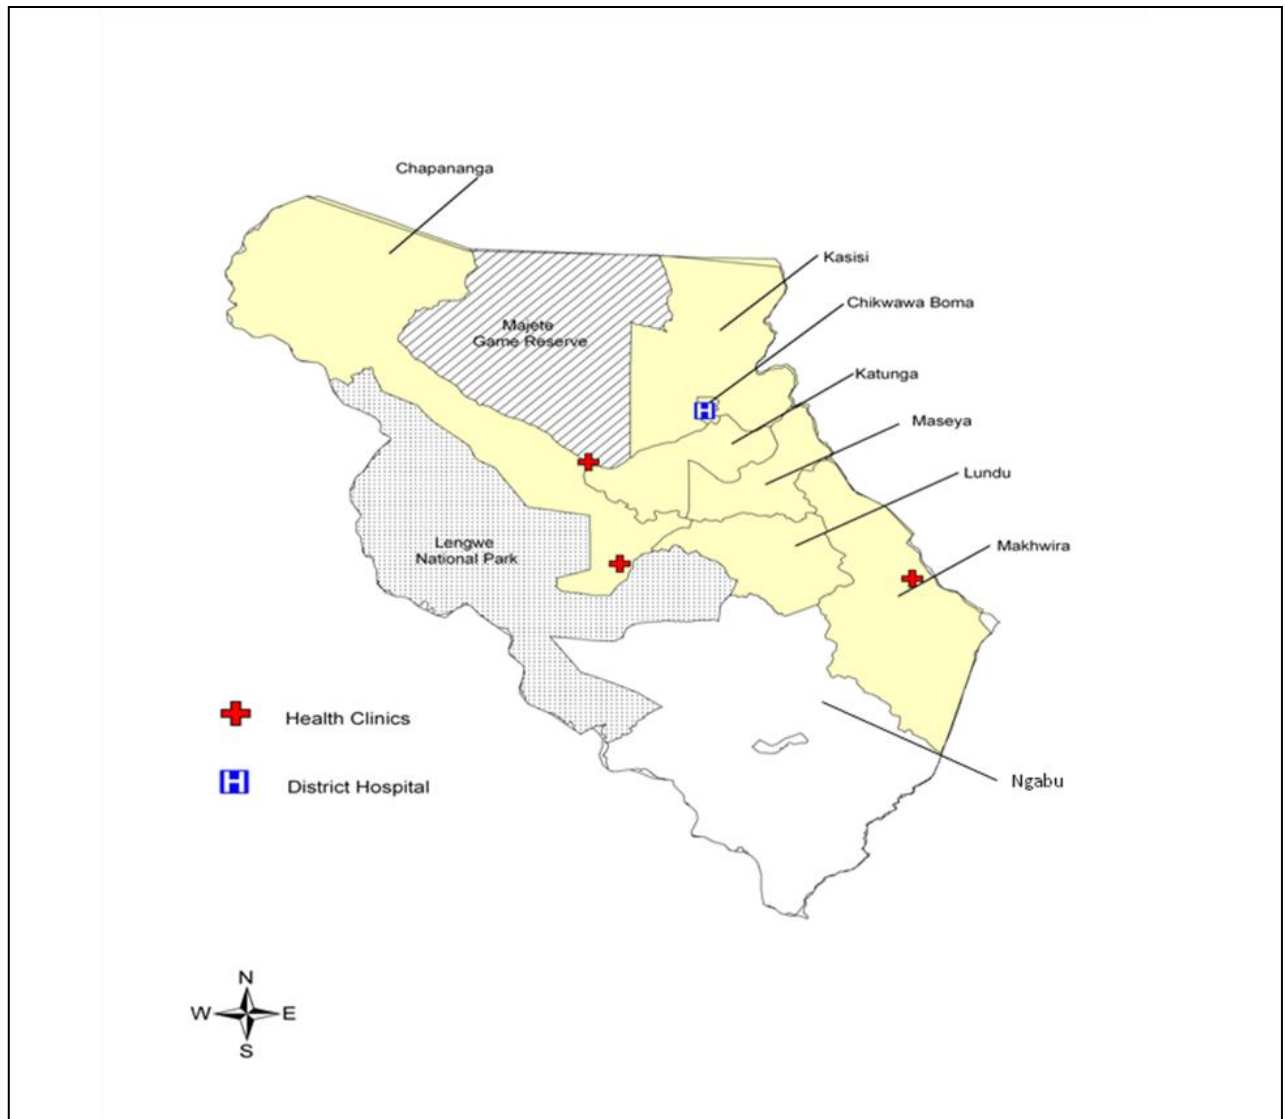 Chapananga
Kasisi
Chikwawa Boma
Majete
Game Reserve
Katunga
Maseya
Lundu
Lengwe
National Park
Makhwira
H
Health Clinics
Ngabu
H
District Hospital
N
W E
S